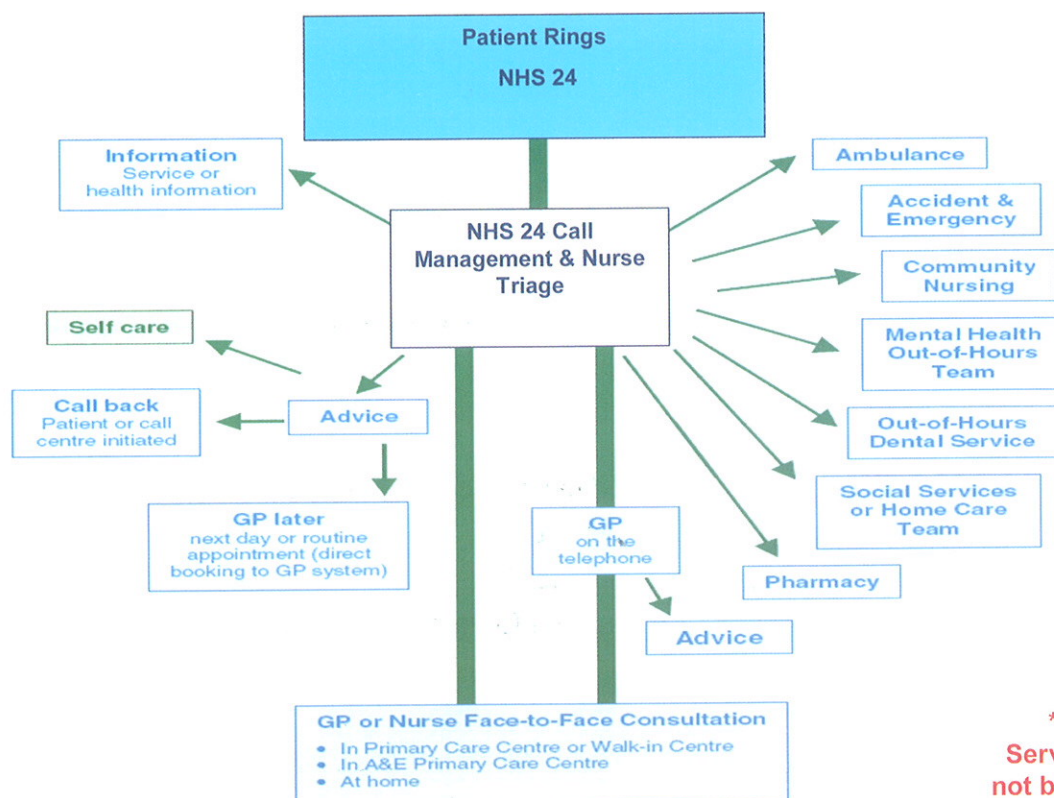 Patient Rings
NHS 24
Information
Service or
health information
Ambulance
Accident &
Emergency
NHS 24 Call
Management & Nurse
Triage
Community
Nursing
Self care
Mental Health
Out-of-Hours
Team
Call back
Patient or call
centre initiated
Advice
Out-of-Hours
Dental Service
GP later
next day or routine
appointment (direct
booking to GP system)
GP
on the
telephone
Social Services
or Home Care
Team
Pharmacy
Advice
GP or Nurse Face-to-Face Consultation
• In Primary Care Centre or Walk-in Centre
• In A&E Primary Care Centre
• At home
*
Serv
not b